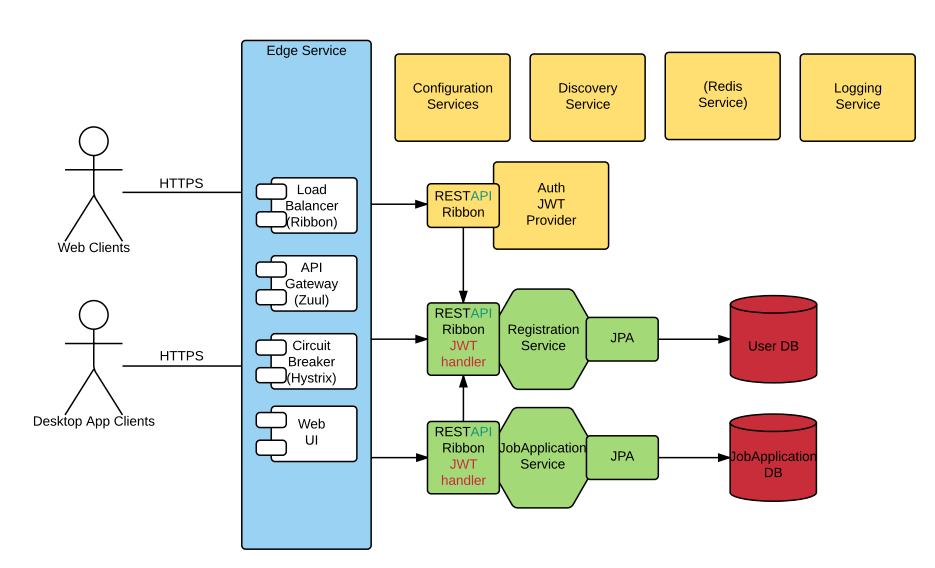 Edge Service
Configuration
Services
Discovery
Service
(Redis
Service)
Logging
Service
HTTPS
Web Clients
Load
Balancer
(Ribbon)
RESTAPI
Ribbon
Auth
JWT
Provider
API
Gateway
(Zuul)
HTTPS
Desktop App Clients
Circuit
Breaker
(Hystrix)
RESTAPI
Ribbon
JWT
handler
Registration
Service
JPA
User DB
Web
UI
RESTAPI
Ribbon
JWT
handler
JobApplication
Service
JPA
JobApplication
DB